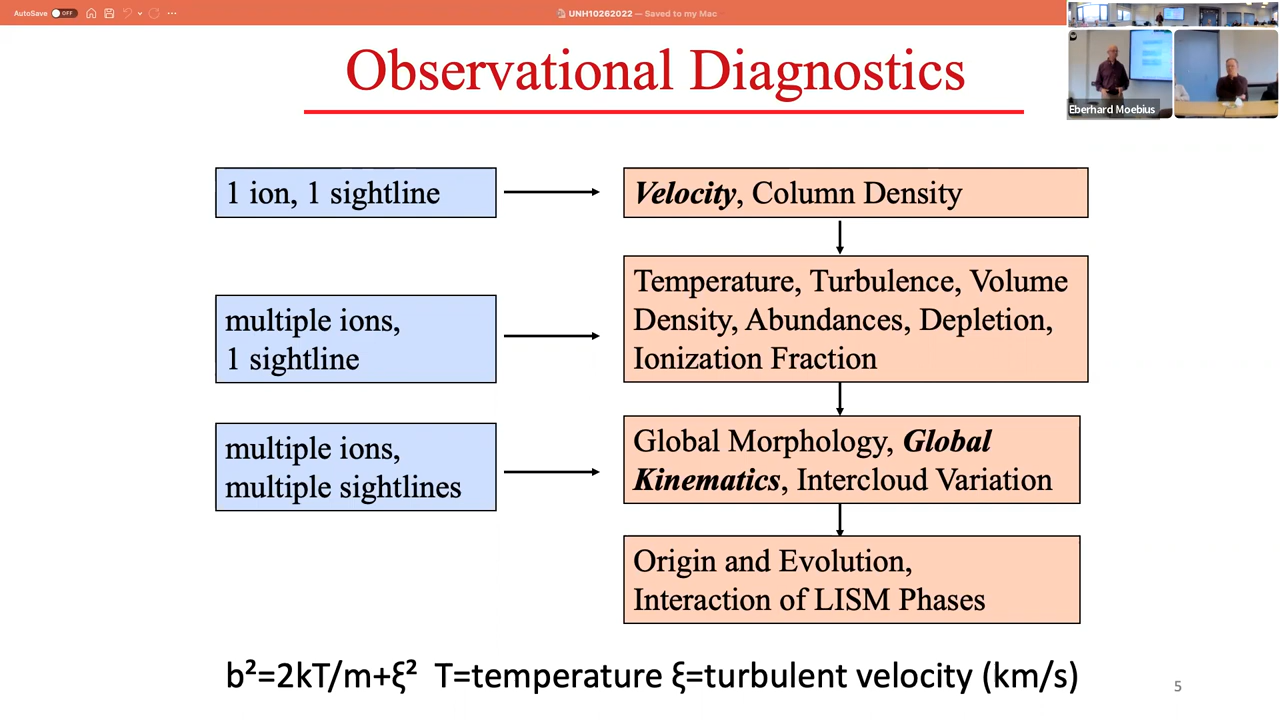 AutoSave OFF
UNH10262022 — Saved to my Mac
Observational Diagnostics
Eberhard Moebius
1 ion, 1 sightline
Velocity, Column Density
multiple ions,
1 sightline
Temperature, Turbulence, Volume
Density, Abundances, Depletion,
Ionization Fraction
multiple ions,
multiple sightlines
Global Morphology, Global
Kinematics, Intercloud Variation
Origin and Evolution,
Interaction of LISM Phases
b²=2kT/m+ξ² T=temperature ξ=turbulent velocity (km/s)
5